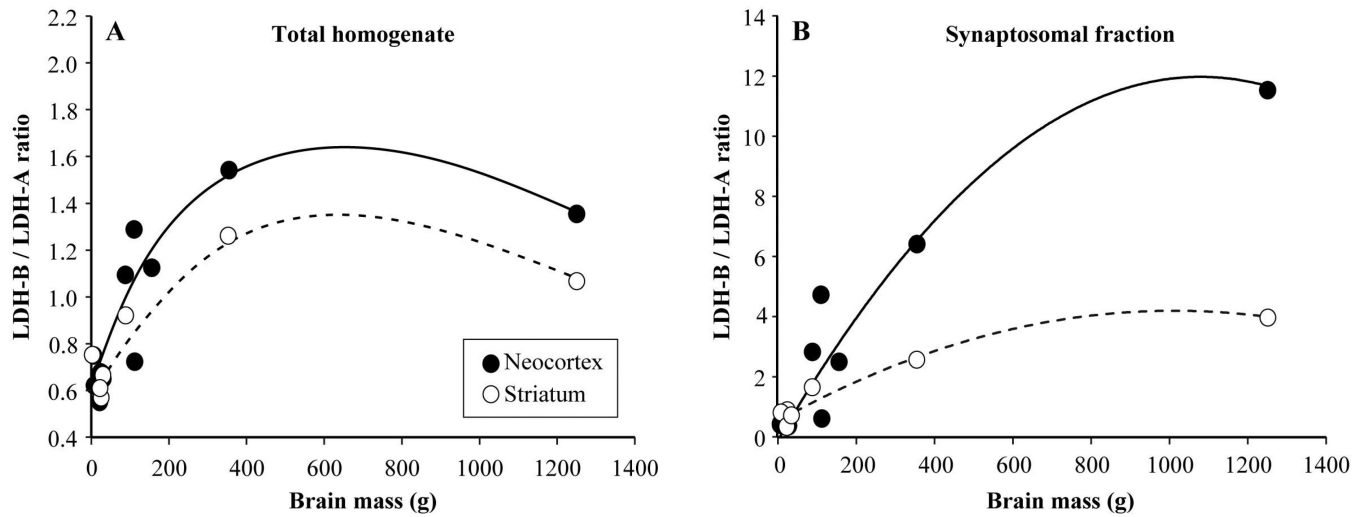 A
Total homogenate
LDH-B / LDH-A ratio
2.2
2.0
1.8
1.6
1.4
1.2
1.0
0.8
0.6
0.4
0 200 400 600 800 1000 1200 1400
Brain mass (g)
Neocortex
Striatum
B
Synaptosomal fraction
LDH-B / LDH-A ratio
14
12
10
8
6
4
2
0
0 200 400 600 800 1000 1200 1400
Brain mass (g)